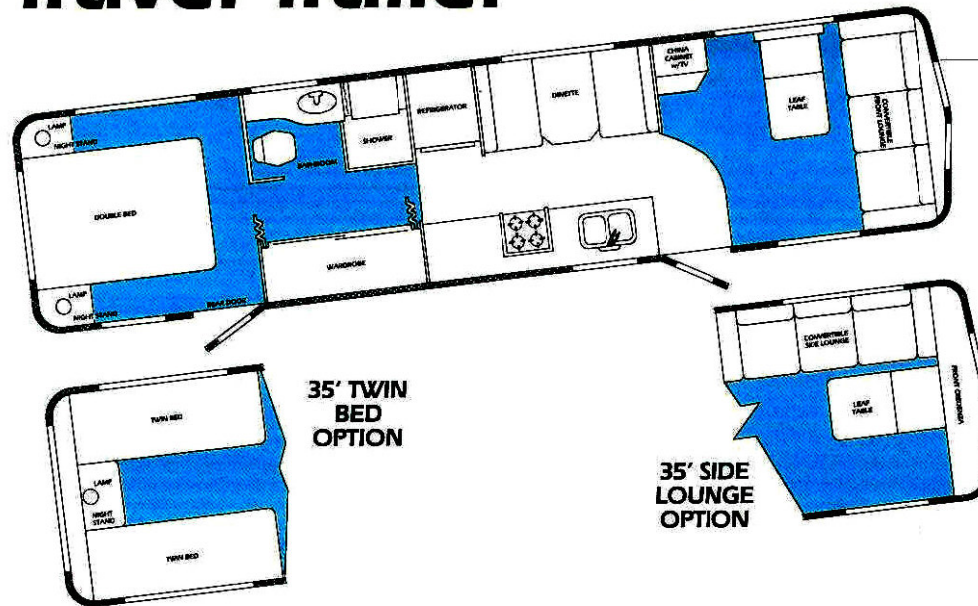 Travel Trailer
LAMP
NIGHT STAND
DOUBLE BED
LAMP
NIGHT STAND
REAR DOOR
BATHROOM
SHOWER
WARDROBE
REFRIGERATOR
DINETTE
CHINA
CABINET
w/TV
LEAF
TABLE
CONVERTIBLE
FRONT LOUNGE
TWIN BED
LAMP
NIGHT
STAND
TWIN BED
35' TWIN
BED
OPTION
CONVERTIBLE
SIDE LOUNGE
LEAF
TABLE
FRONT CREDENZA
35' SIDE
LOUNGE
OPTION